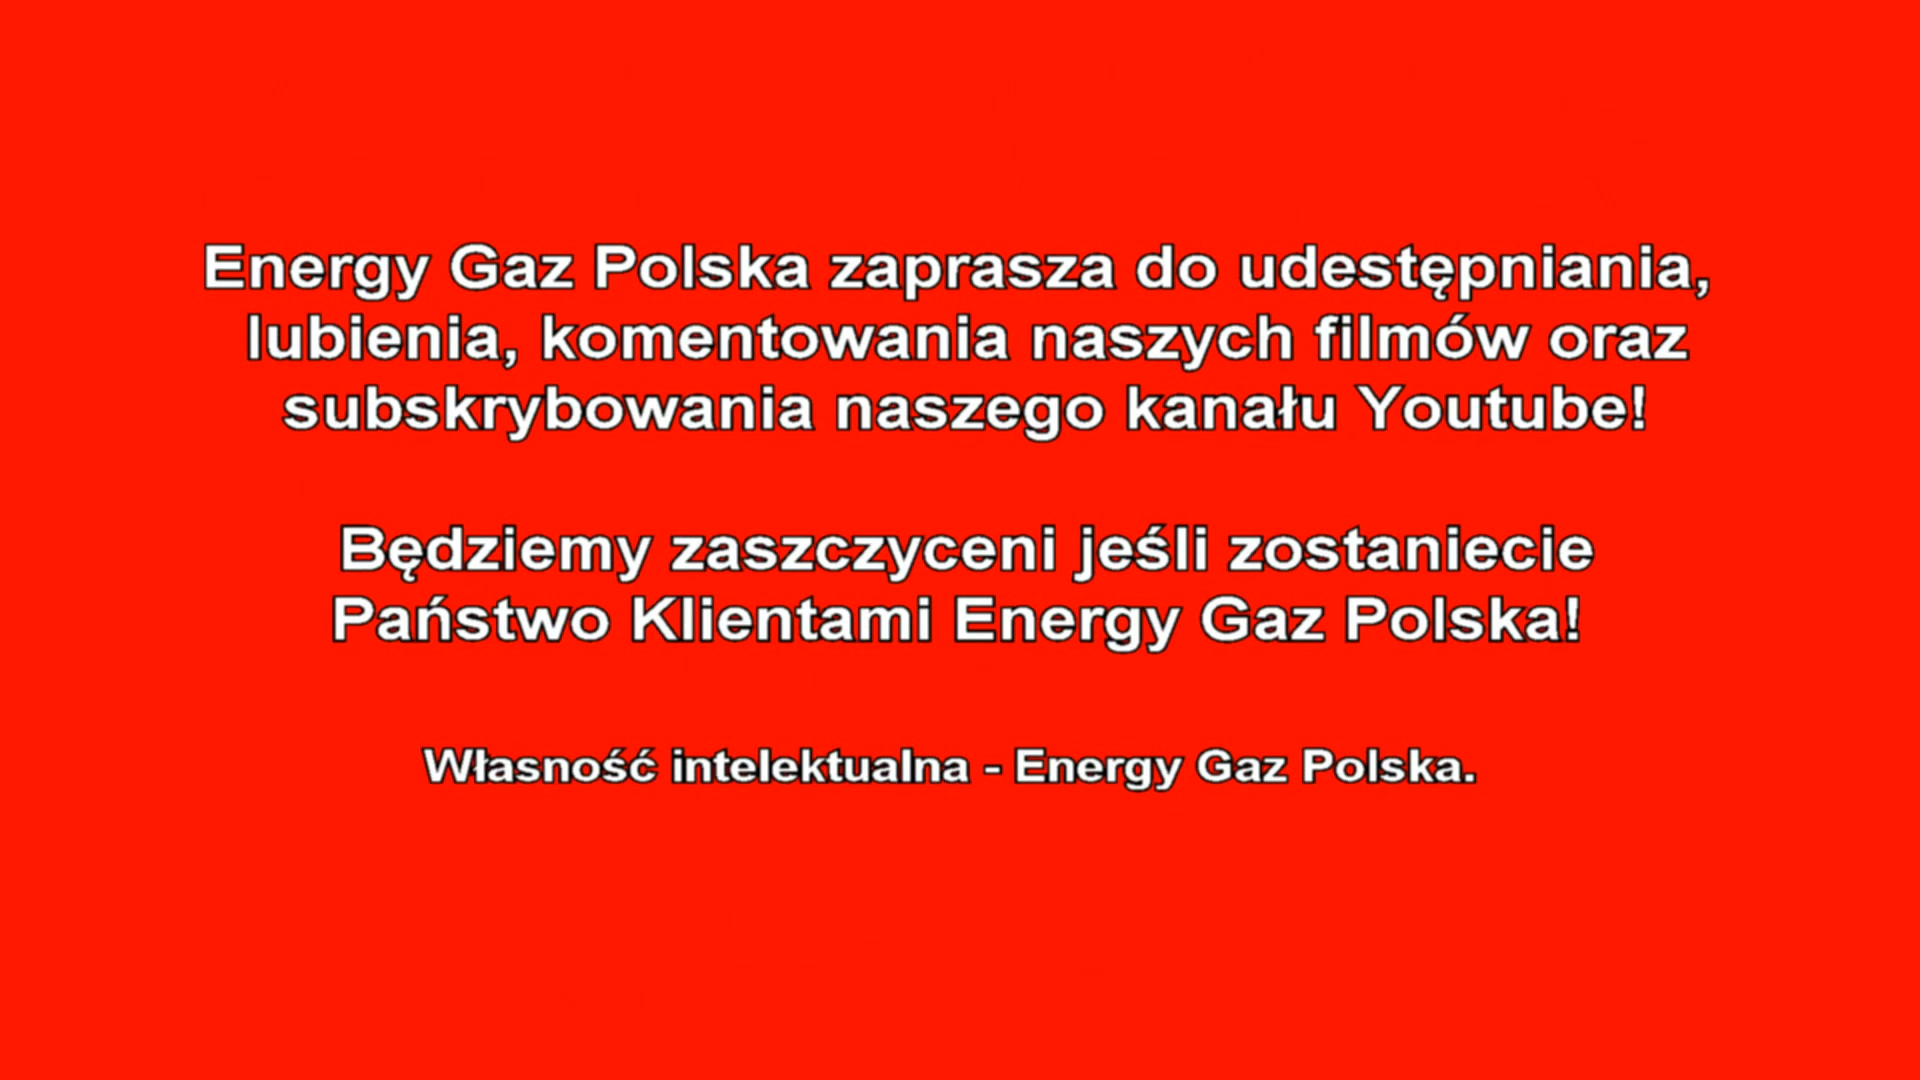 Energy Gaz Polska zaprasza do udestępniania,
lubienia, komentowania naszych filmów oraz
subskrybowania naszego kanału Youtube!
Będziemy zaszczyceni jeśli zostaniecie
Państwo Klientami Energy Gaz Polska!
Własność intelektualna - Energy Gaz Polska.